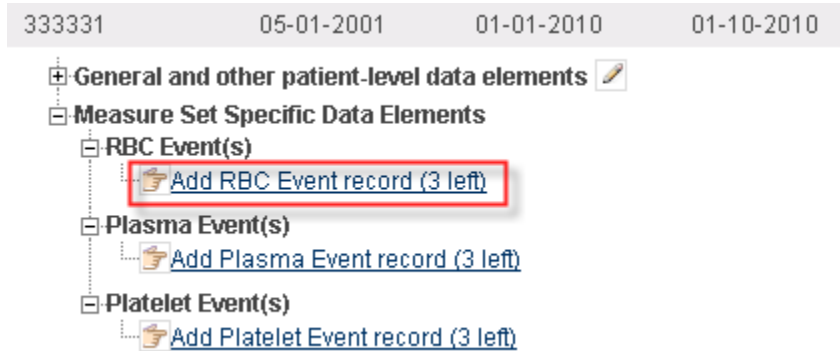 333331 05-01-2001 01-01-2010 01-10-2010
General and other patient-level data elements
Measure Set Specific Data Elements
RBC Event(s)
Add RBC Event record (3 left)
Plasma Event(s)
Add Plasma Event record (3 left)
Platelet Event(s)
Add Platelet Event record (3 left)